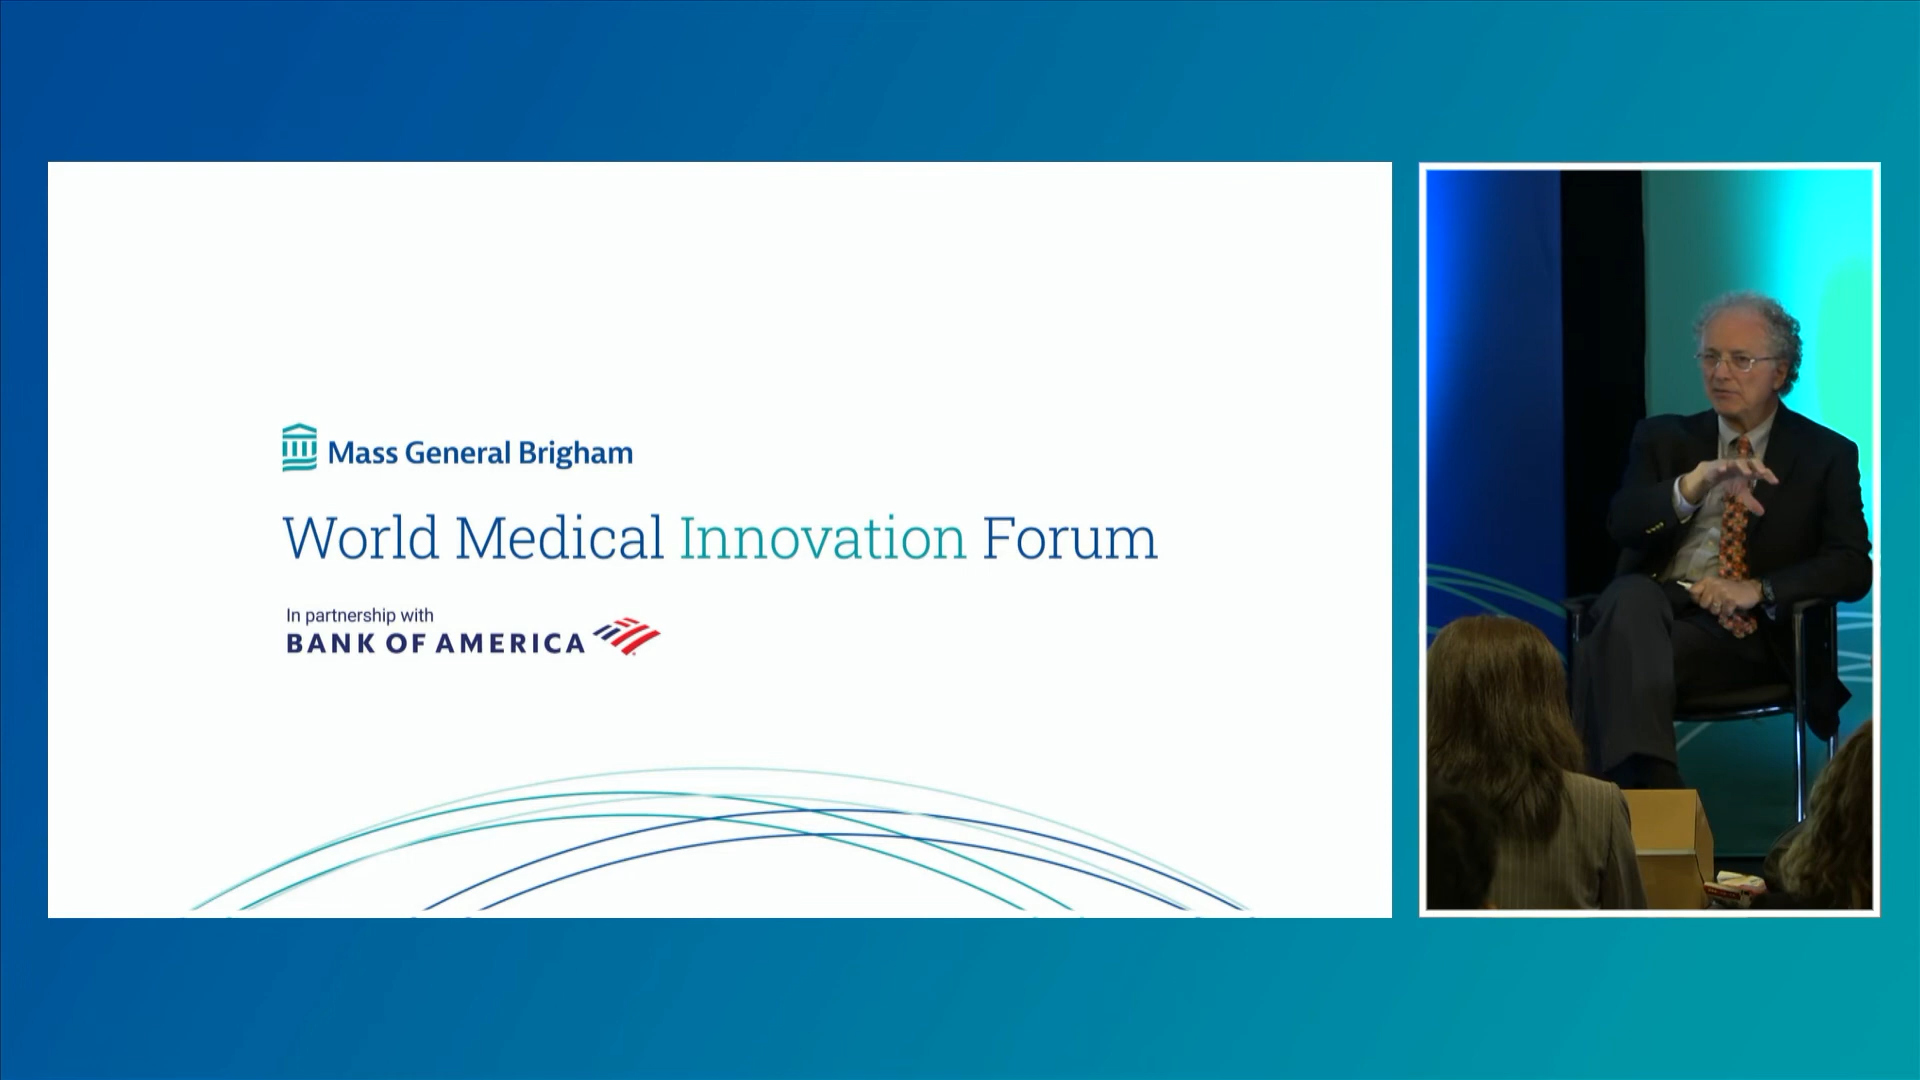 Mass General Brigham
World Medical Innovation Forum
In partnership with
BANK OF AMERICA